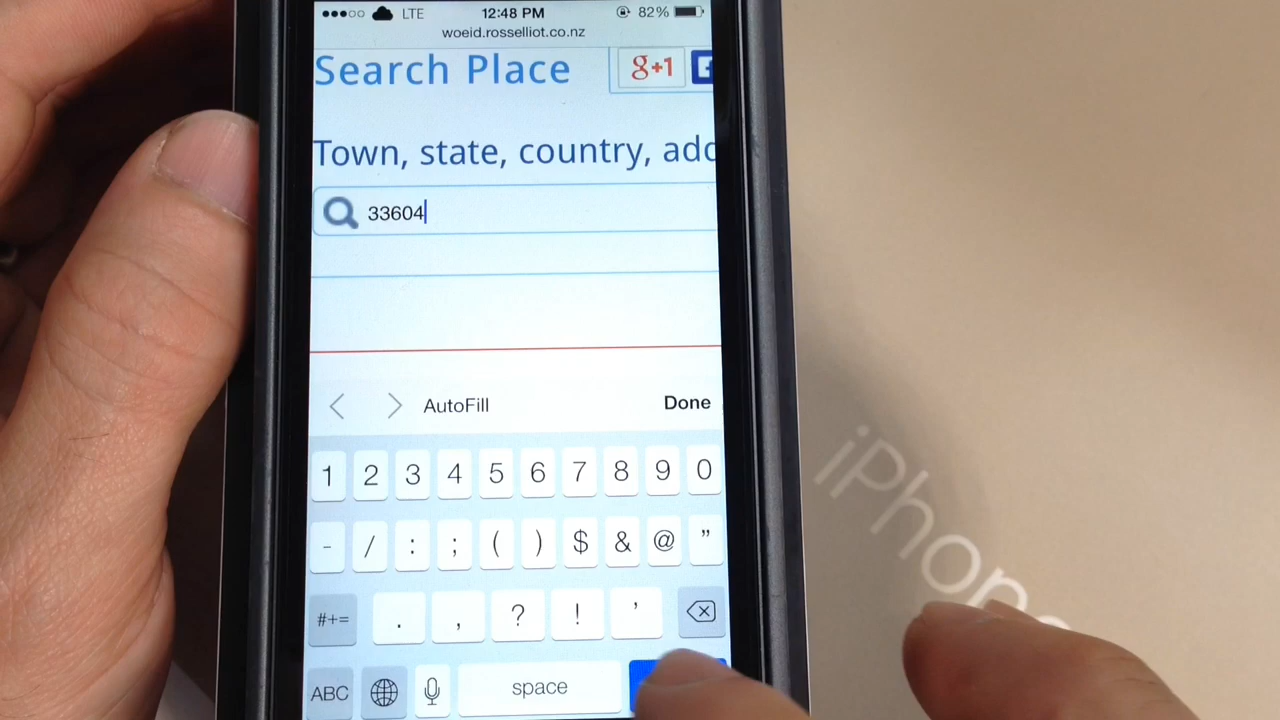 LTE 12:48 PM 82%
woeid.rosselliot.co.nz
Search Place g+1 f
Town, state, country, add
33604
AutoFill Done
1 2 3 4 5 6 7 8 9 0
- / : ; ( ) $ & @ "
#+= . , ? ! '
ABC space
iPhone